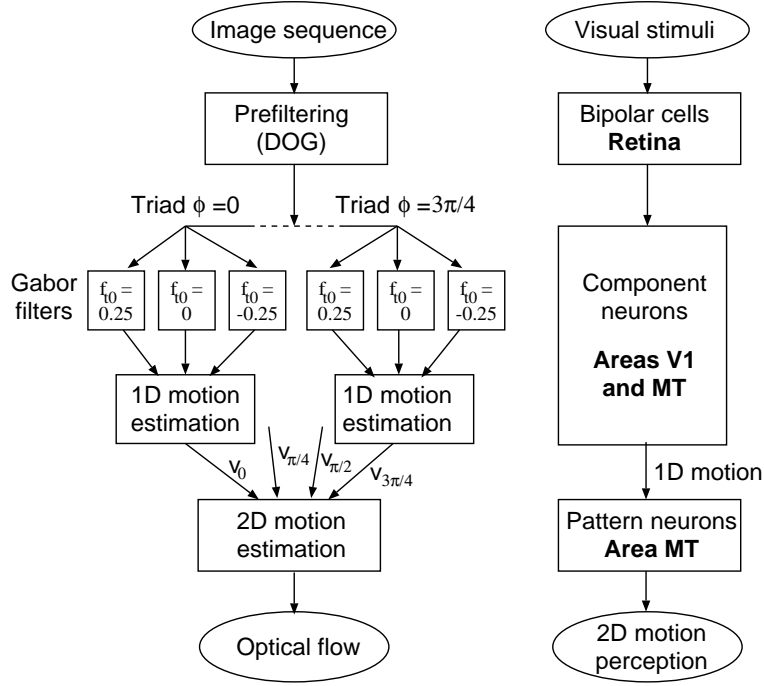 Image sequence
Prefiltering
(DOG)
Triad ϕ =0
Triad ϕ =3π/4
Gabor
filters
f_t0 =
0.25
f_t0 =
0
f_t0 =
-0.25
f_t0 =
0.25
f_t0 =
0
f_t0 =
-0.25
1D motion
estimation
1D motion
estimation
v_0
v_π/4
v_π/2
v_3π/4
2D motion
estimation
Optical flow
Visual stimuli
Bipolar cells
Retina
Component
neurons
Areas V1
and MT
1D motion
Pattern neurons
Area MT
2D motion
perception